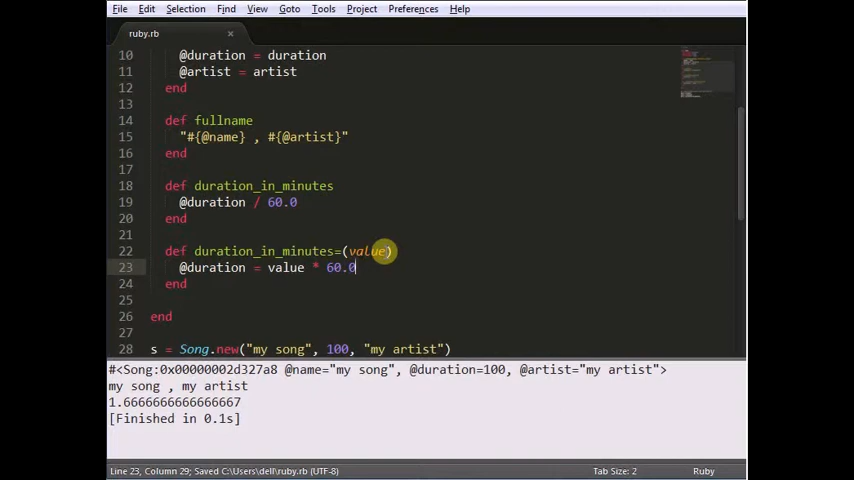 File Edit Selection Find View Goto Tools Project Preferences Help
ruby.rb ×
10 @duration = duration
11 @artist = artist
12 end
13
14 def fullname
15 "#{@name} , #{@artist}"
16 end
17
18 def duration_in_minutes
19 @duration / 60.0
20 end
21
22 def duration_in_minutes=(value)
23 @duration = value * 60.0
24 end
25
26 end
27
28 s = Song.new("my song", 100, "my artist")
#<Song:0x00000002d327a8 @name="my song", @duration=100, @artist="my artist">
my song , my artist
1.6666666666666667
[Finished in 0.1s]
Line 23, Column 29; Saved C:\Users\dell\ruby.rb (UTF-8) Tab Size: 2 Ruby